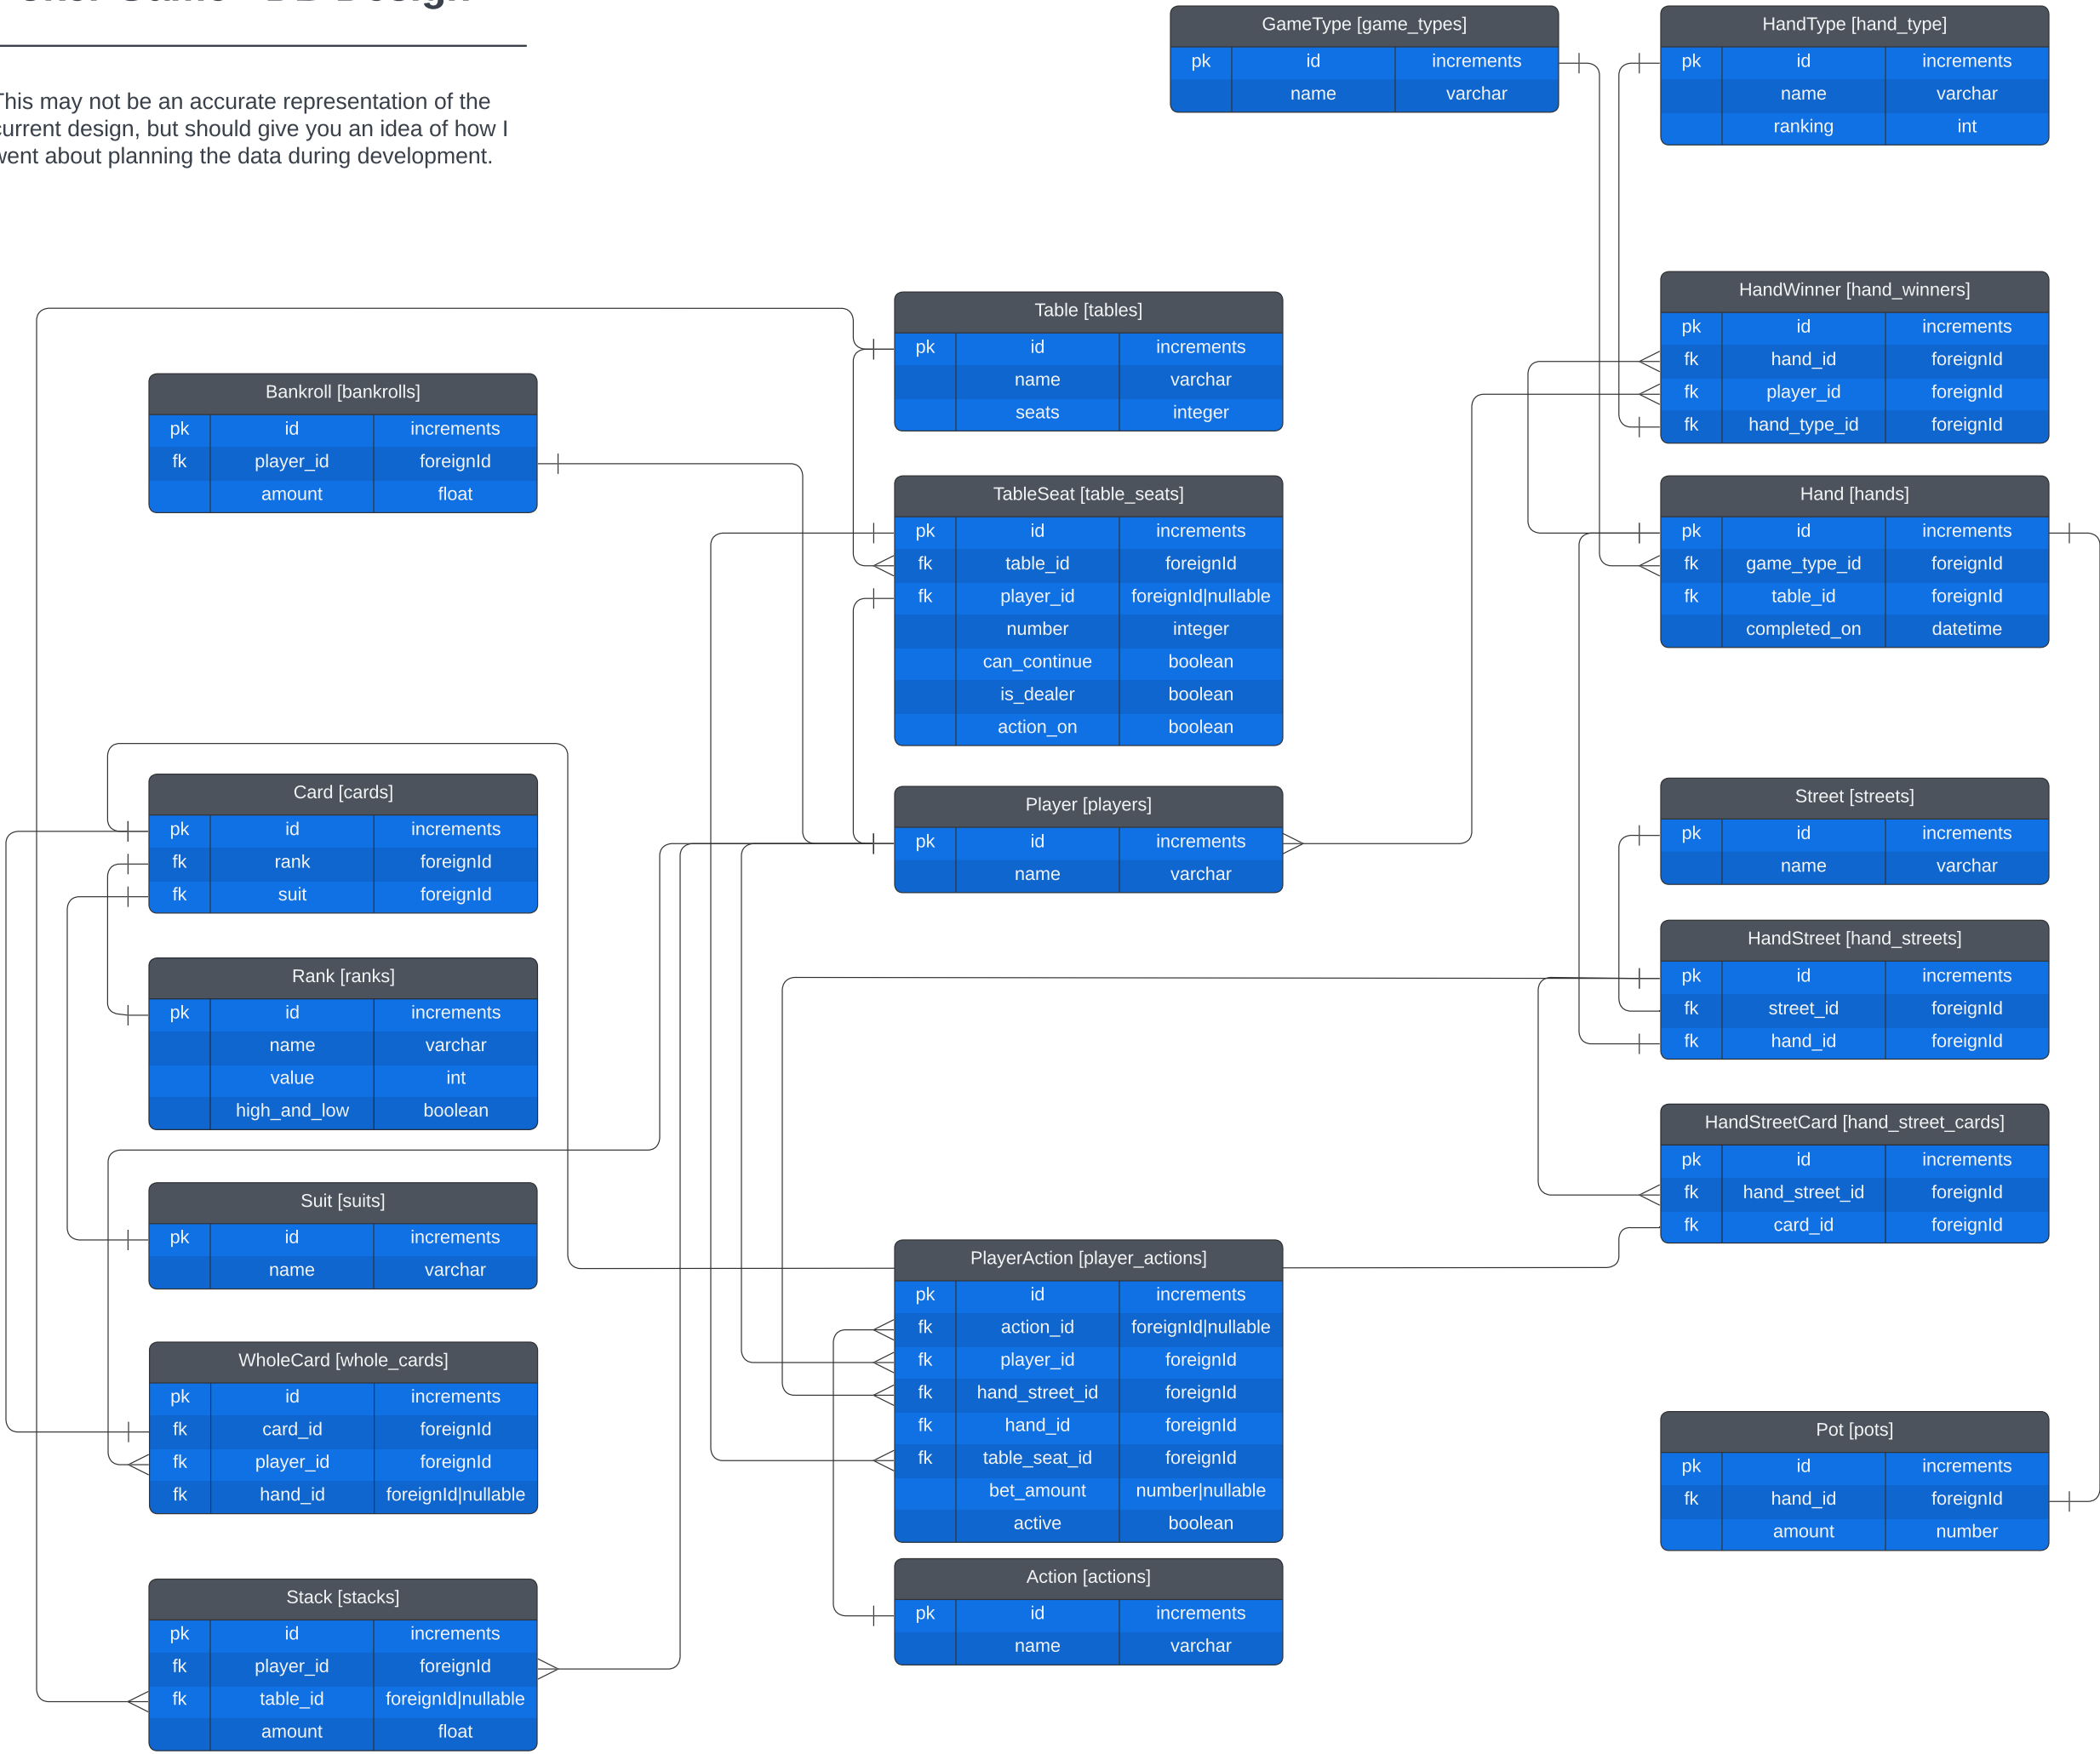 Game - DB Design
This may not be an accurate representation of the
current design, but should give you an idea of how I
went about planning the data during development.
GameType [game_types]
pk id increments
name varchar
HandType [hand_type]
pk id increments
name varchar
ranking int
Bankroll [bankrolls]
pk id increments
fk player_id foreignId
amount float
Card [cards]
pk id increments
fk rank foreignId
fk suit foreignId
Rank [ranks]
pk id increments
name varchar
value int
high_and_low boolean
Suit [suits]
pk id increments
name varchar
WholeCard [whole_cards]
pk id increments
fk card_id foreignId
fk player_id foreignId
fk hand_id foreignId|nullable
Stack [stacks]
pk id increments
fk player_id foreignId
fk table_id foreignId|nullable
amount float
Table [tables]
pk id increments
name varchar
seats integer
TableSeat [table_seats]
pk id increments
fk table_id foreignId
fk player_id foreignId|nullable
number integer
can_continue boolean
is_dealer boolean
action_on boolean
Player [players]
pk id increments
name varchar
PlayerAction [player_actions]
pk id increments
fk action_id foreignId|nullable
fk player_id foreignId
fk hand_street_id foreignId
fk hand_id foreignId
fk table_seat_id foreignId
bet_amount number|nullable
active boolean
Action [actions]
pk id increments
name varchar
HandWinner [hand_winners]
pk id increments
fk hand_id foreignId
fk player_id foreignId
fk hand_type_id foreignId
Hand [hands]
pk id increments
fk game_type_id foreignId
fk table_id foreignId
completed_on datetime
Street [streets]
pk id increments
name varchar
HandStreet [hand_streets]
pk id increments
fk street_id foreignId
fk hand_id foreignId
HandStreetCard [hand_street_cards]
pk id increments
fk hand_street_id foreignId
fk card_id foreignId
Pot [pots]
pk id increments
fk hand_id foreignId
amount number